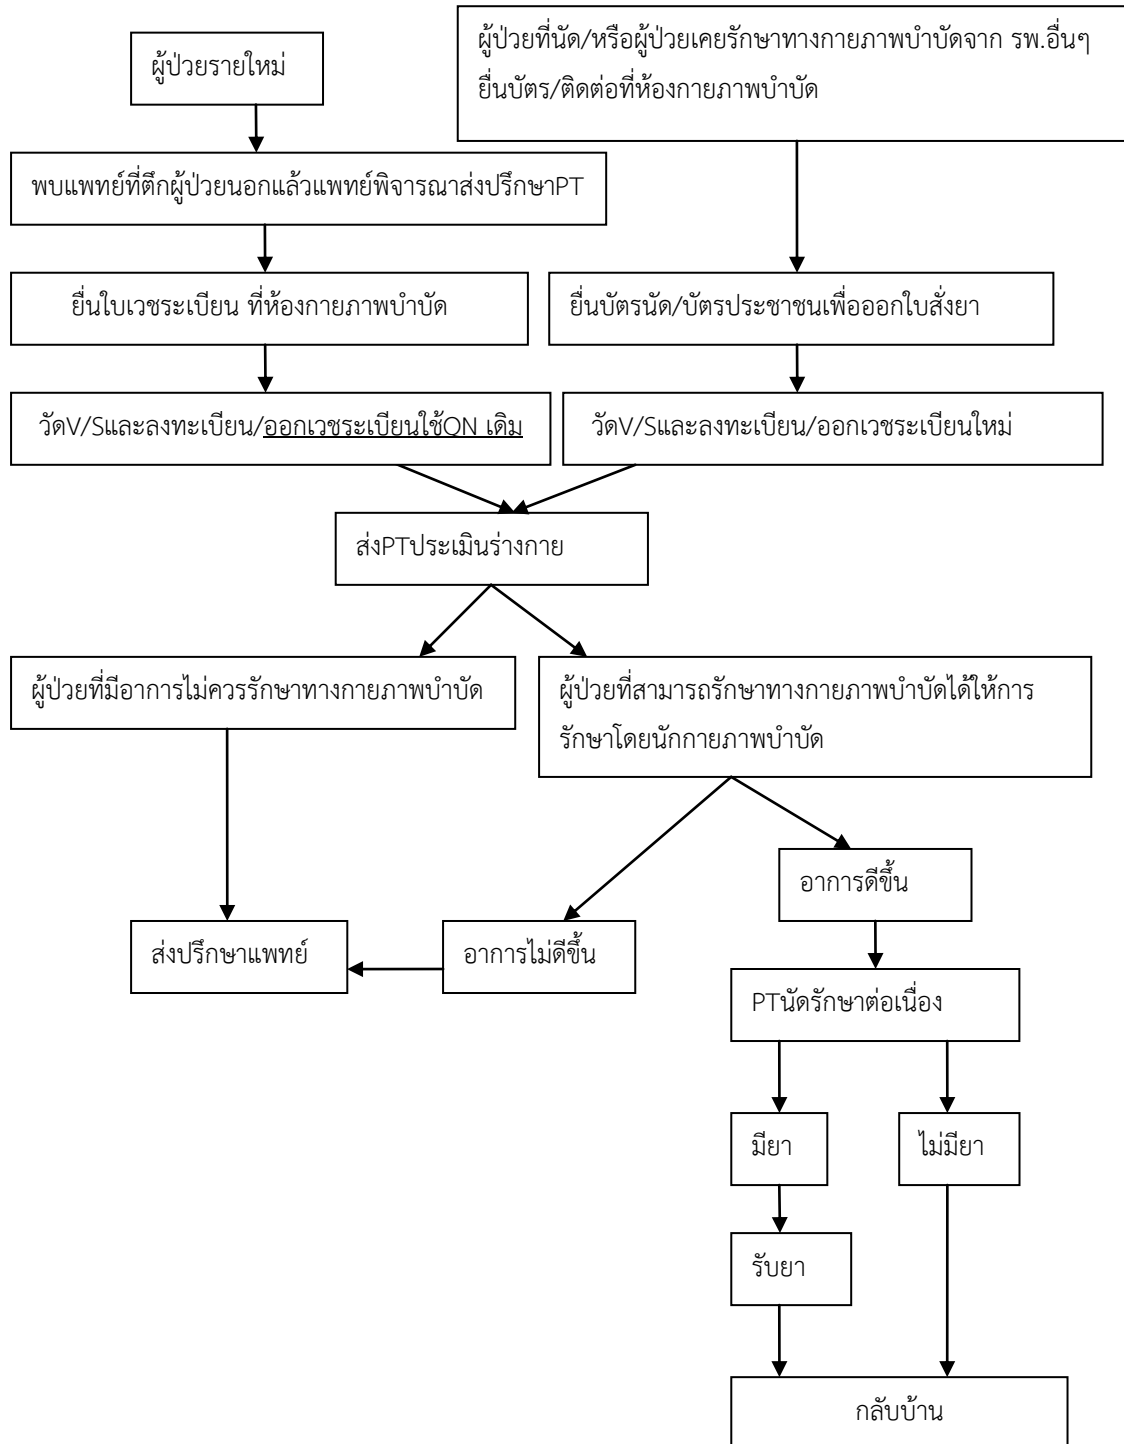 ผู้ป่วยรายใหม่
ผู้ป่วยที่นัด/หรือผู้ป่วยเคยรักษาทางกายภาพบำบัดจาก รพ.อื่นๆ
ยื่นบัตร/ติดต่อที่ห้องกายภาพบำบัด
พบแพทย์ที่ตึกผู้ป่วยนอกแล้วแพทย์พิจารณาส่งปรึกษาPT
ยื่นใบเวชระเบียน ที่ห้องกายภาพบำบัด
ยื่นบัตรนัด/บัตรประชาชนเพื่อออกใบสั่งยา
วัดV/Sและลงทะเบียน/ออกเวชระเบียนใช้QN เดิม
วัดV/Sและลงทะเบียน/ออกเวชระเบียนใหม่
ส่งPTประเมินร่างกาย
ผู้ป่วยที่มีอาการไม่ควรรักษาทางกายภาพบำบัด
ผู้ป่วยที่สามารถรักษาทางกายภาพบำบัดได้ให้การ
รักษาโดยนักกายภาพบำบัด
อาการดีขึ้น
ส่งปรึกษาแพทย์
อาการไม่ดีขึ้น
PTนัดรักษาต่อเนื่อง
มียา
ไม่มียา
รับยา
กลับบ้าน